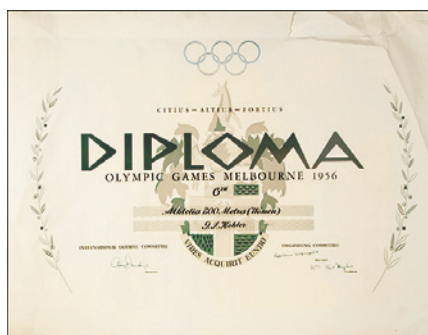 CITIUS = ALTIUS = FORTIUS
DIPLOMA
OLYMPIC GAMES MELBOURNE 1956
6TH
Athletics 200 Metres (Women)
INTERNATIONAL OLYMPIC COMMITTEE
ORGANIZING COMMITTEE
VIRES ACQUIRIT EUNDO